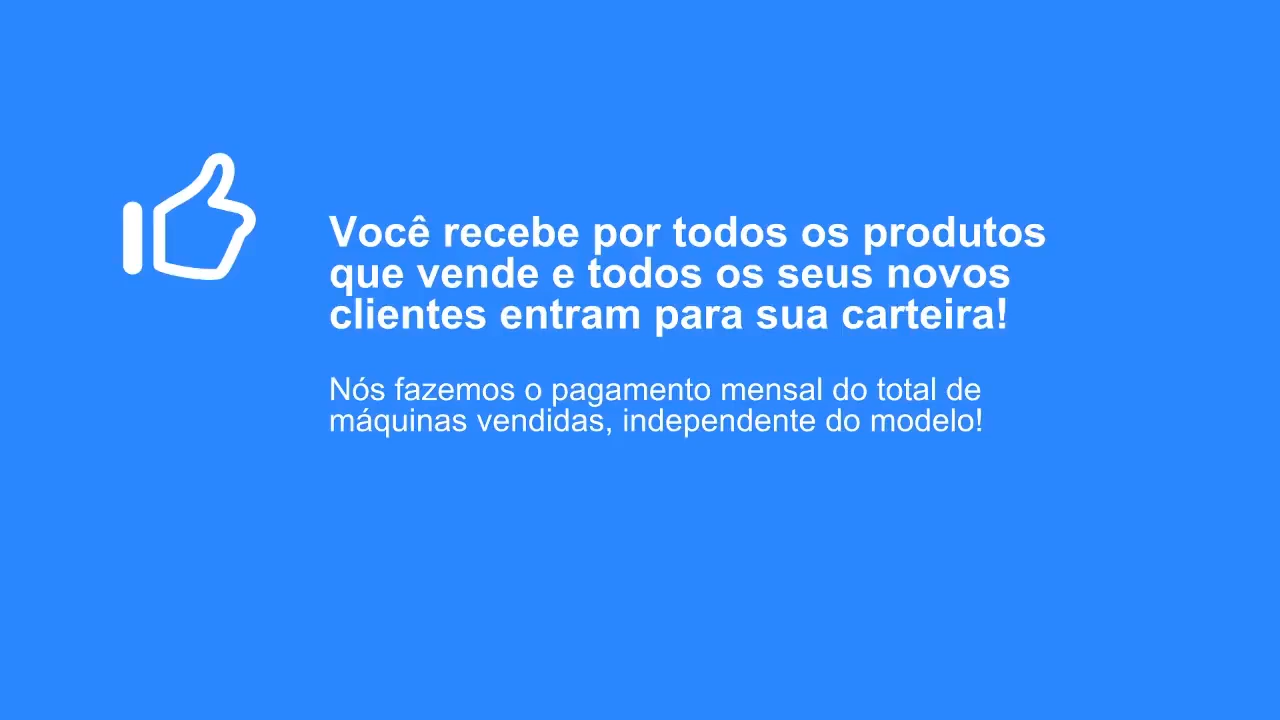 Você recebe por todos os produtos
que vende e todos os seus novos
clientes entram para sua carteira!
Nós fazemos o pagamento mensal do total de
máquinas vendidas, independente do modelo!